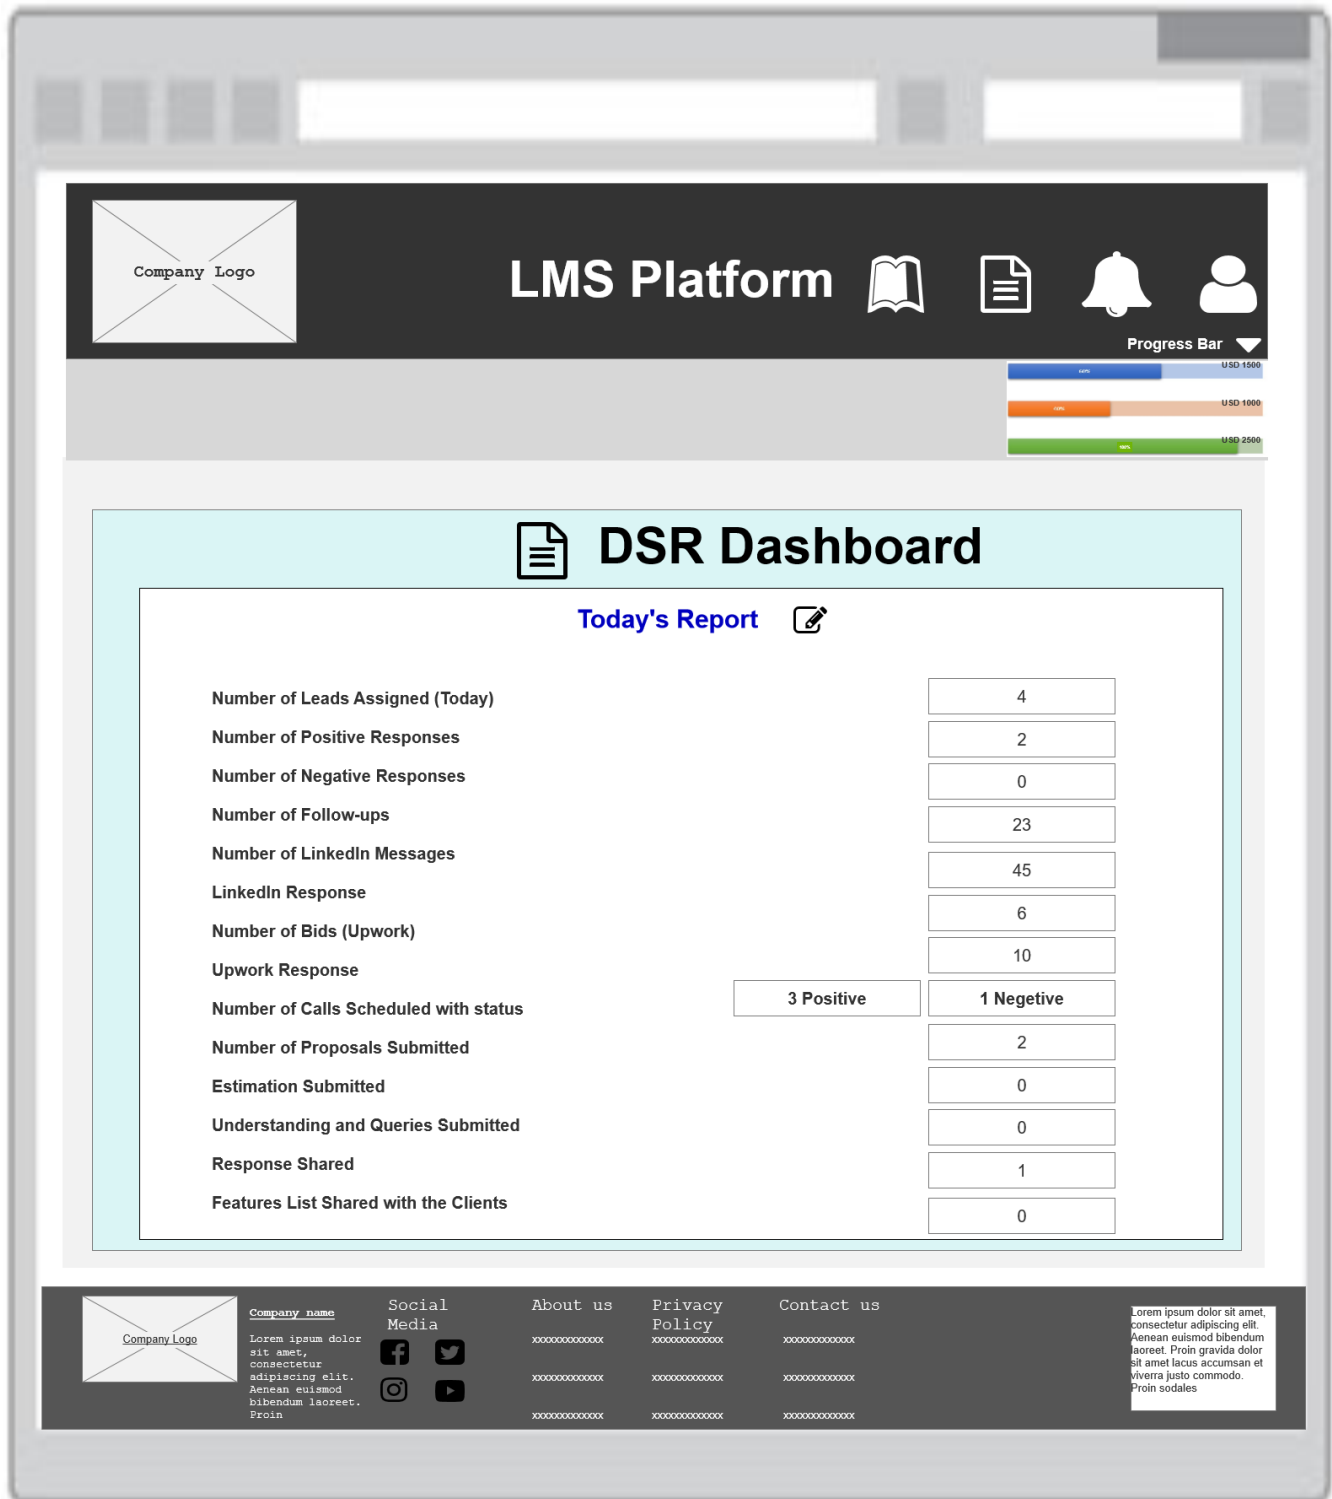 Company Logo
LMS Platform
Progress Bar
USD 1500
USD 1000
USD 2500
DSR Dashboard
Today's Report
Number of Leads Assigned (Today)
4
Number of Positive Responses
2
Number of Negative Responses
0
Number of Follow-ups
23
Number of LinkedIn Messages
45
LinkedIn Response
6
Number of Bids (Upwork)
10
Upwork Response
3 Positive
1 Negetive
Number of Calls Scheduled with status
2
Number of Proposals Submitted
0
Estimation Submitted
0
Understanding and Queries Submitted
1
Response Shared
0
Features List Shared with the Clients
Company Logo
Company name
Lorem ipsum dolor
sit amet,
consectetur
adipiscing elit.
Aenean euismod
bibendum laoreet.
Proin
Social
Media
About us
xxxxxxxxxxxxx
xxxxxxxxxxxxx
xxxxxxxxxxxxx
Privacy
Policy
xxxxxxxxxxxxx
xxxxxxxxxxxxx
xxxxxxxxxxxxx
Contact us
xxxxxxxxxxxxx
xxxxxxxxxxxxx
xxxxxxxxxxxxx
Lorem ipsum dolor sit amet,
consectetur adipiscing elit.
Aenean euismod bibendum
laoreet. Proin gravida dolor
sit amet lacus accumsan et
viverra justo commodo.
Proin sodales